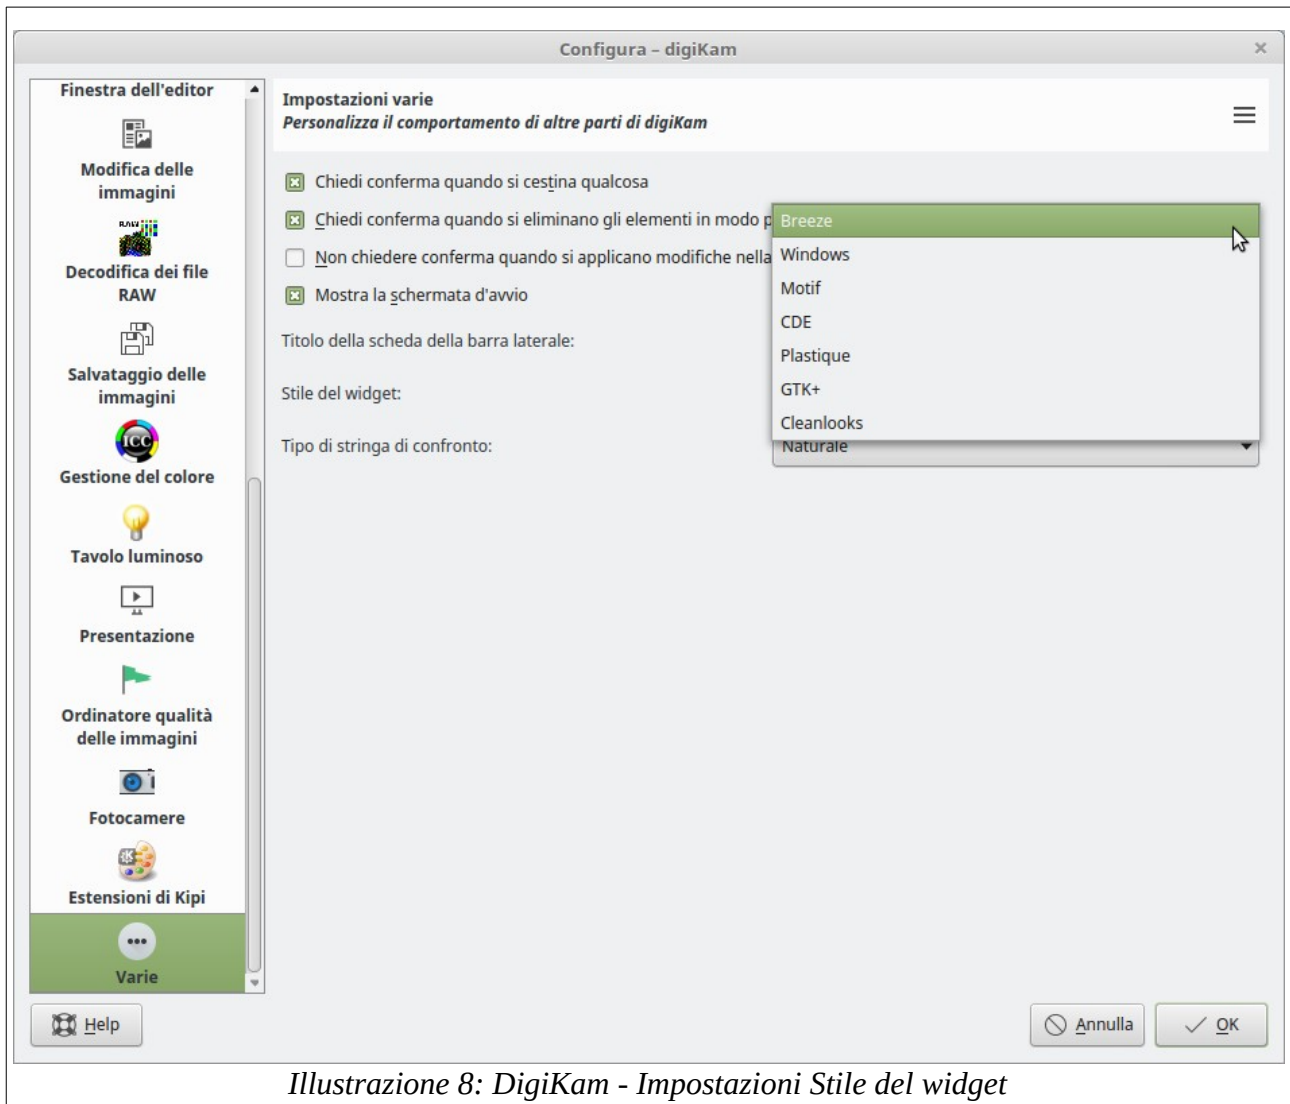 Configura – digiKam
Finestra dell'editor
Modifica delle
immagini
RAW
Decodifica dei file
RAW
Salvataggio delle
immagini
ICC
Gestione del colore
Tavolo luminoso
Presentazione
Ordinatore qualità
delle immagini
Fotocamere
Estensioni di Kipi
Varie
Impostazioni varie
Personalizza il comportamento di altre parti di digiKam
Chiedi conferma quando si cestina qualcosa
Chiedi conferma quando si eliminano gli elementi in modo p
Non chiedere conferma quando si applicano modifiche nella
Mostra la schermata d'avvio
Titolo della scheda della barra laterale:
Stile del widget:
Tipo di stringa di confronto:
Breeze
Windows
Motif
CDE
Plastique
GTK+
Cleanlooks
Naturale
Help
Annulla
OK
Illustrazione 8: DigiKam - Impostazioni Stile del widget